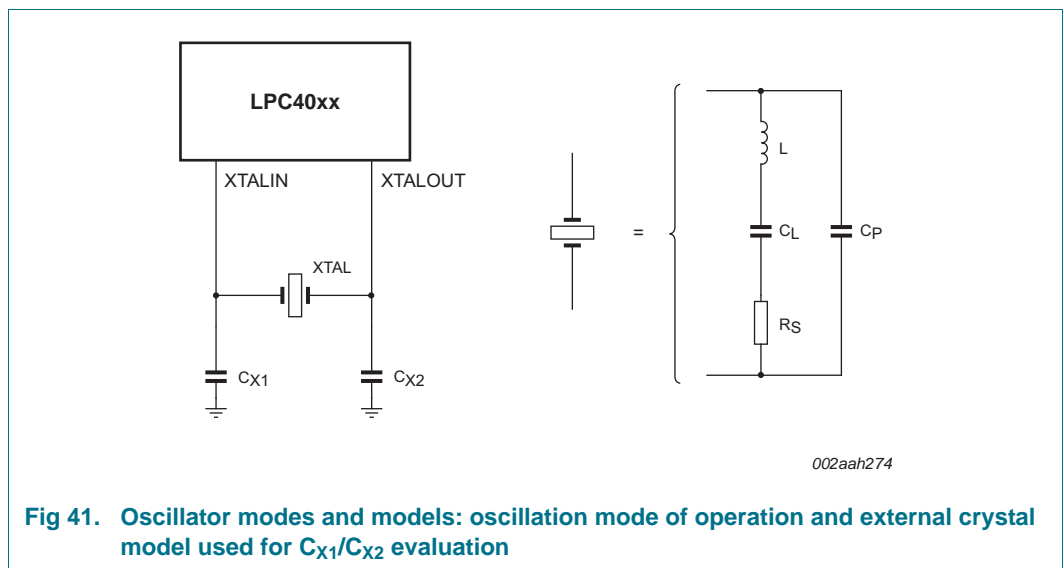 LPC40xx
XTALIN
XTALOUT
XTAL
CX1
CX2
=
L
CL
CP
RS
002aah274
Fig 41. Oscillator modes and models: oscillation mode of operation and external crystal
model used for CX1/CX2 evaluation